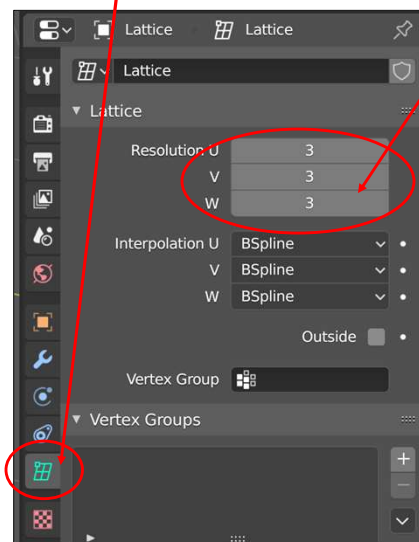 Lattice Lattice
Lattice
Lattice
Resolution U 3
V 3
W 3
Interpolation U BSpline
V BSpline
W BSpline
Outside
Vertex Group
Vertex Groups